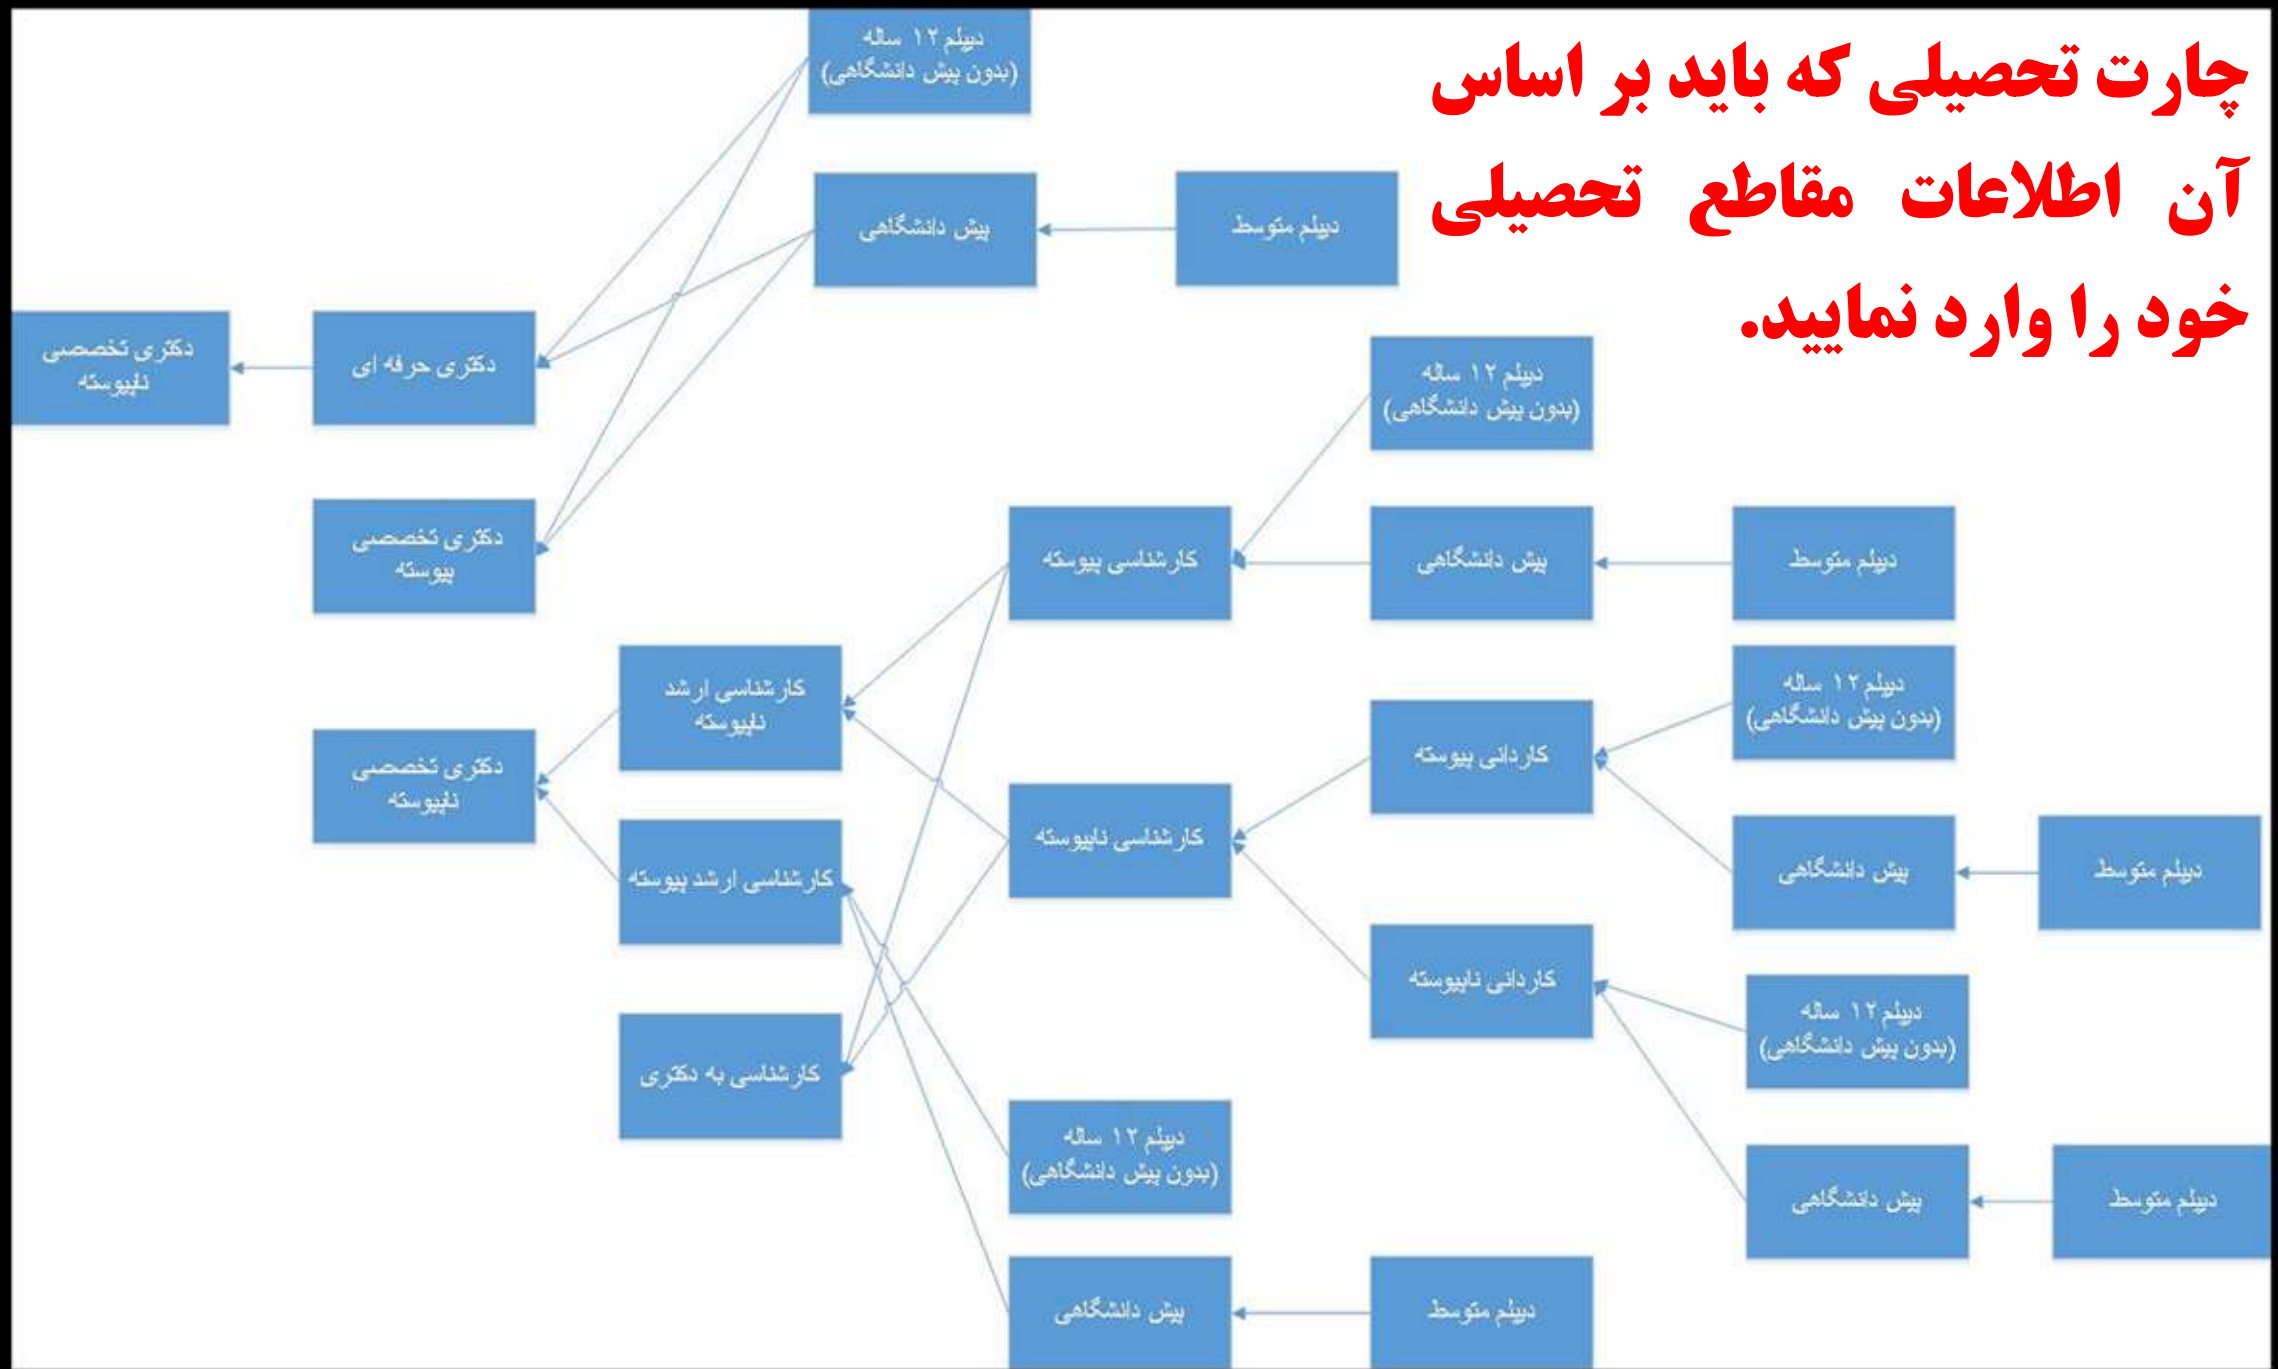 چارت تحصیلی که باید بر اساس
آن اطلاعات مقاطع تحصیلی
خود را وارد نمایید.
دیپلم ۱۲ ساله
(بدون پیش دانشگاهی)
دیپلم متوسط
پیش دانشگاهی
دکتری حرفه ای
دکتری تخصصی
ناپیوسته
دکتری تخصصی
پیوسته
دیپلم ۱۲ ساله
(بدون پیش دانشگاهی)
دیپلم متوسط
پیش دانشگاهی
کارشناسی پیوسته
دیپلم ۱۲ ساله
(بدون پیش دانشگاهی)
کاردانی پیوسته
دیپلم متوسط
پیش دانشگاهی
کارشناسی ناپیوسته
کارشناسی ارشد
ناپیوسته
دکتری تخصصی
ناپیوسته
کارشناسی ارشد پیوسته
کاردانی ناپیوسته
دیپلم ۱۲ ساله
(بدون پیش دانشگاهی)
کارشناسی به دکتری
دیپلم متوسط
پیش دانشگاهی
دیپلم ۱۲ ساله
(بدون پیش دانشگاهی)
دیپلم متوسط
پیش دانشگاهی